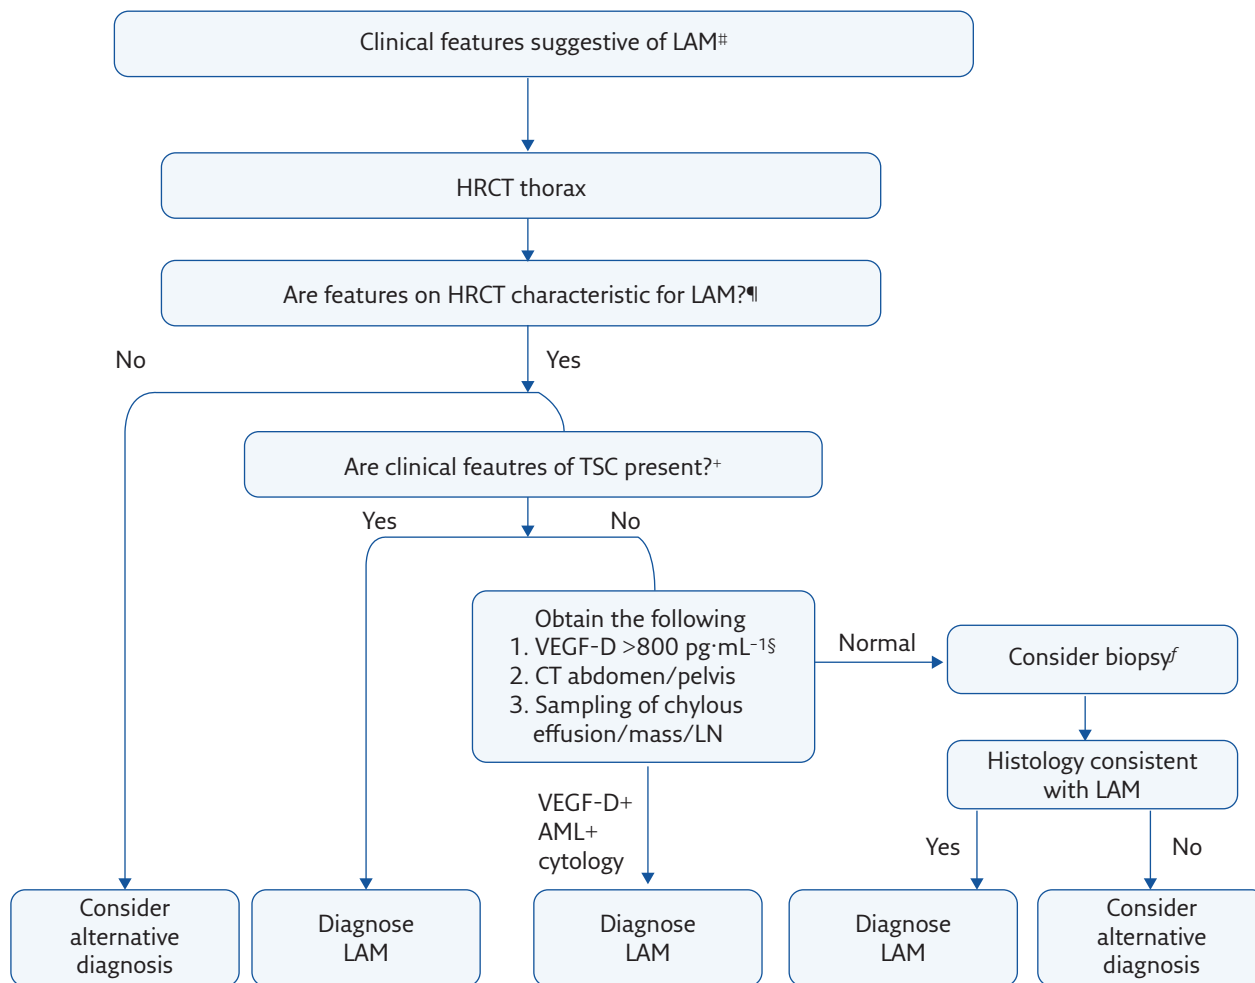 Clinical features suggestive of LAM‡
HRCT thorax
Are features on HRCT characteristic for LAM?¶
No
Yes
Are clinical feautres of TSC present?⁺
Yes
No
Obtain the following
1. VEGF-D >800 pg·mL⁻¹§
2. CT abdomen/pelvis
3. Sampling of chylous
effusion/mass/LN
Normal
Consider biopsyᶠ
Histology consistent
with LAM
VEGF-D+
AML+
cytology
Yes
No
Consider
alternative
diagnosis
Diagnose
LAM
Diagnose
LAM
Diagnose
LAM
Consider
alternative
diagnosis